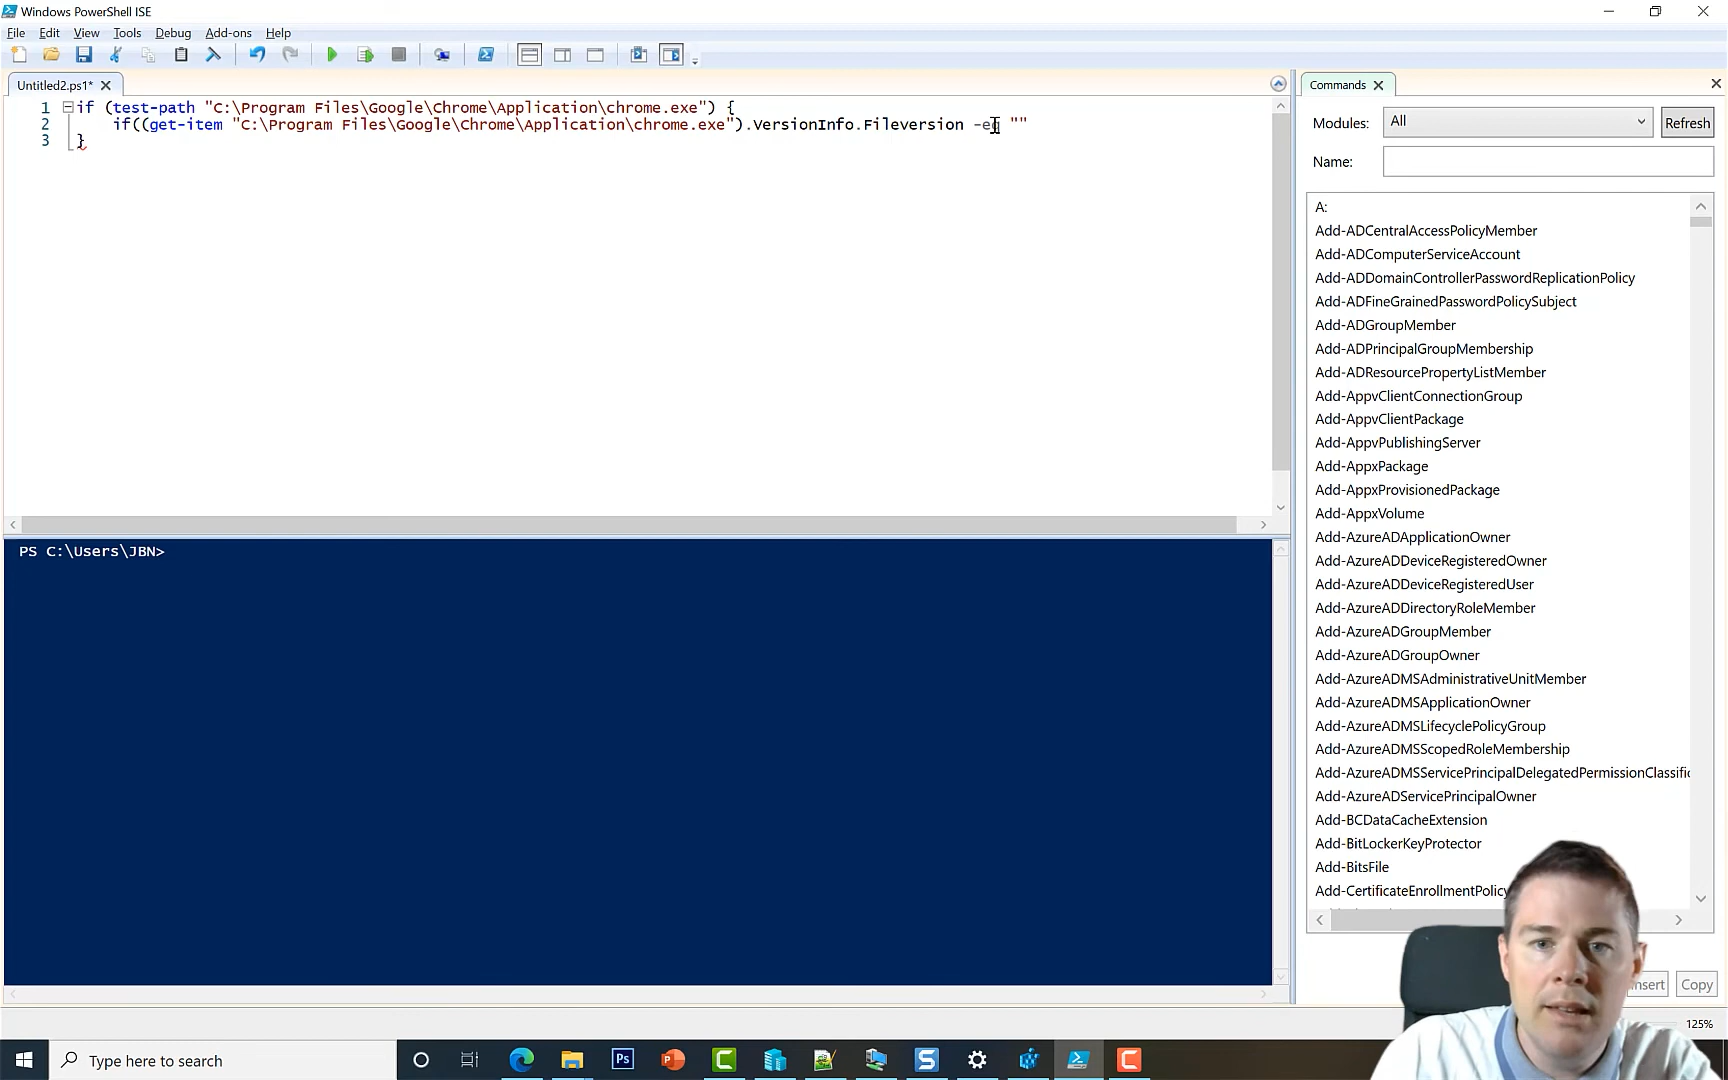 Windows PowerShell ISE
File Edit View Tools Debug Add-ons Help
Untitled2.ps1*
1 if (test-path "C:\Program Files\Google\Chrome\Application\chrome.exe") {
2 if((get-item "C:\Program Files\Google\Chrome\Application\chrome.exe").VersionInfo.Fileversion -eq ""
3 }
PS C:\Users\JBN>
Commands
Modules: All Refresh
Name:
A:
Add-ADCentralAccessPolicyMember
Add-ADComputerServiceAccount
Add-ADDomainControllerPasswordReplicationPolicy
Add-ADFineGrainedPasswordPolicySubject
Add-ADGroupMember
Add-ADPrincipalGroupMembership
Add-ADResourcePropertyListMember
Add-AppvClientConnectionGroup
Add-AppvClientPackage
Add-AppvPublishingServer
Add-AppxPackage
Add-AppxProvisionedPackage
Add-AppxVolume
Add-AzureADApplicationOwner
Add-AzureADDeviceRegisteredOwner
Add-AzureADDeviceRegisteredUser
Add-AzureADDirectoryRoleMember
Add-AzureADGroupMember
Add-AzureADGroupOwner
Add-AzureADMSAdministrativeUnitMember
Add-AzureADMSApplicationOwner
Add-AzureADMSLifecyclePolicyGroup
Add-AzureADMSScopedRoleMembership
Add-AzureADMSServicePrincipalDelegatedPermissionClassific
Add-AzureADServicePrincipalOwner
Add-BCDataCacheExtension
Add-BitLockerKeyProtector
Add-BitsFile
Add-CertificateEnrollmentPolicy
nsert Copy
125%
Type here to search
Ps